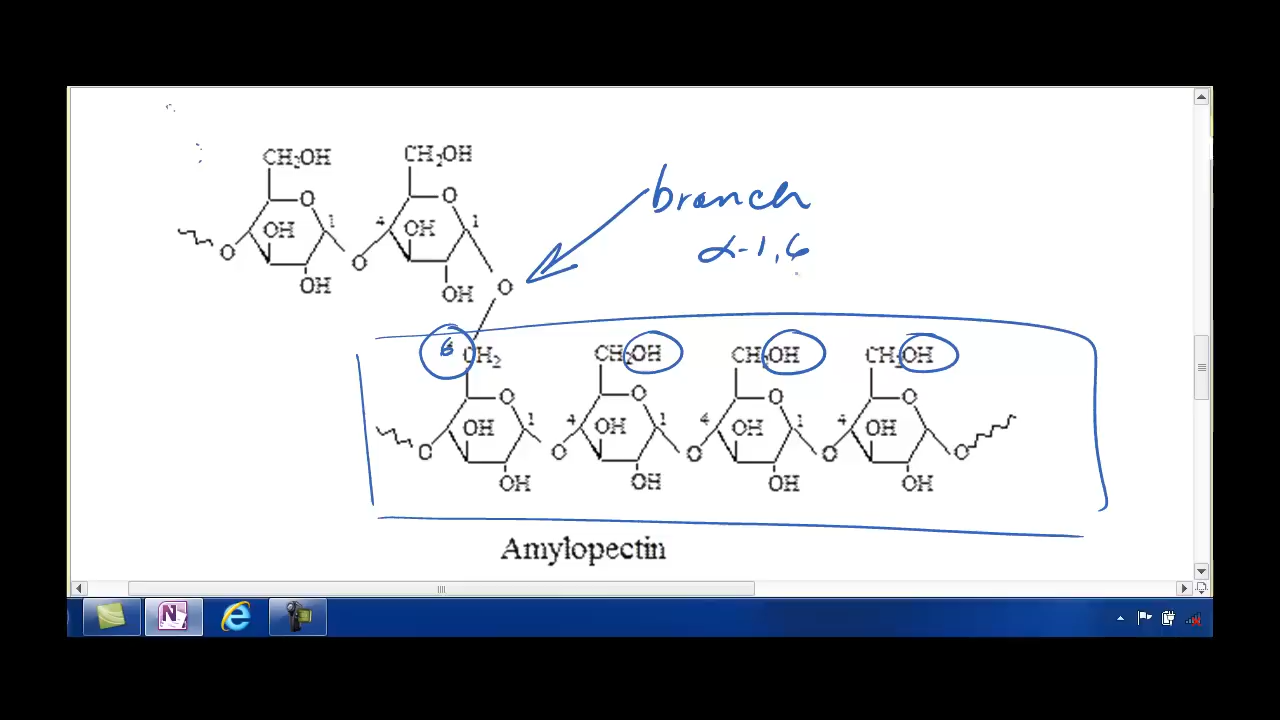 CH2OH CH2OH
O O
branch
OH 1 4 OH 1
α-1,6
O O
OH OH O
6 CH2 CH2OH CH2OH CH2OH
O O O O
OH 1 4 OH 1 4 OH 1 4 OH
O O O O O
OH OH OH OH
Amylopectin